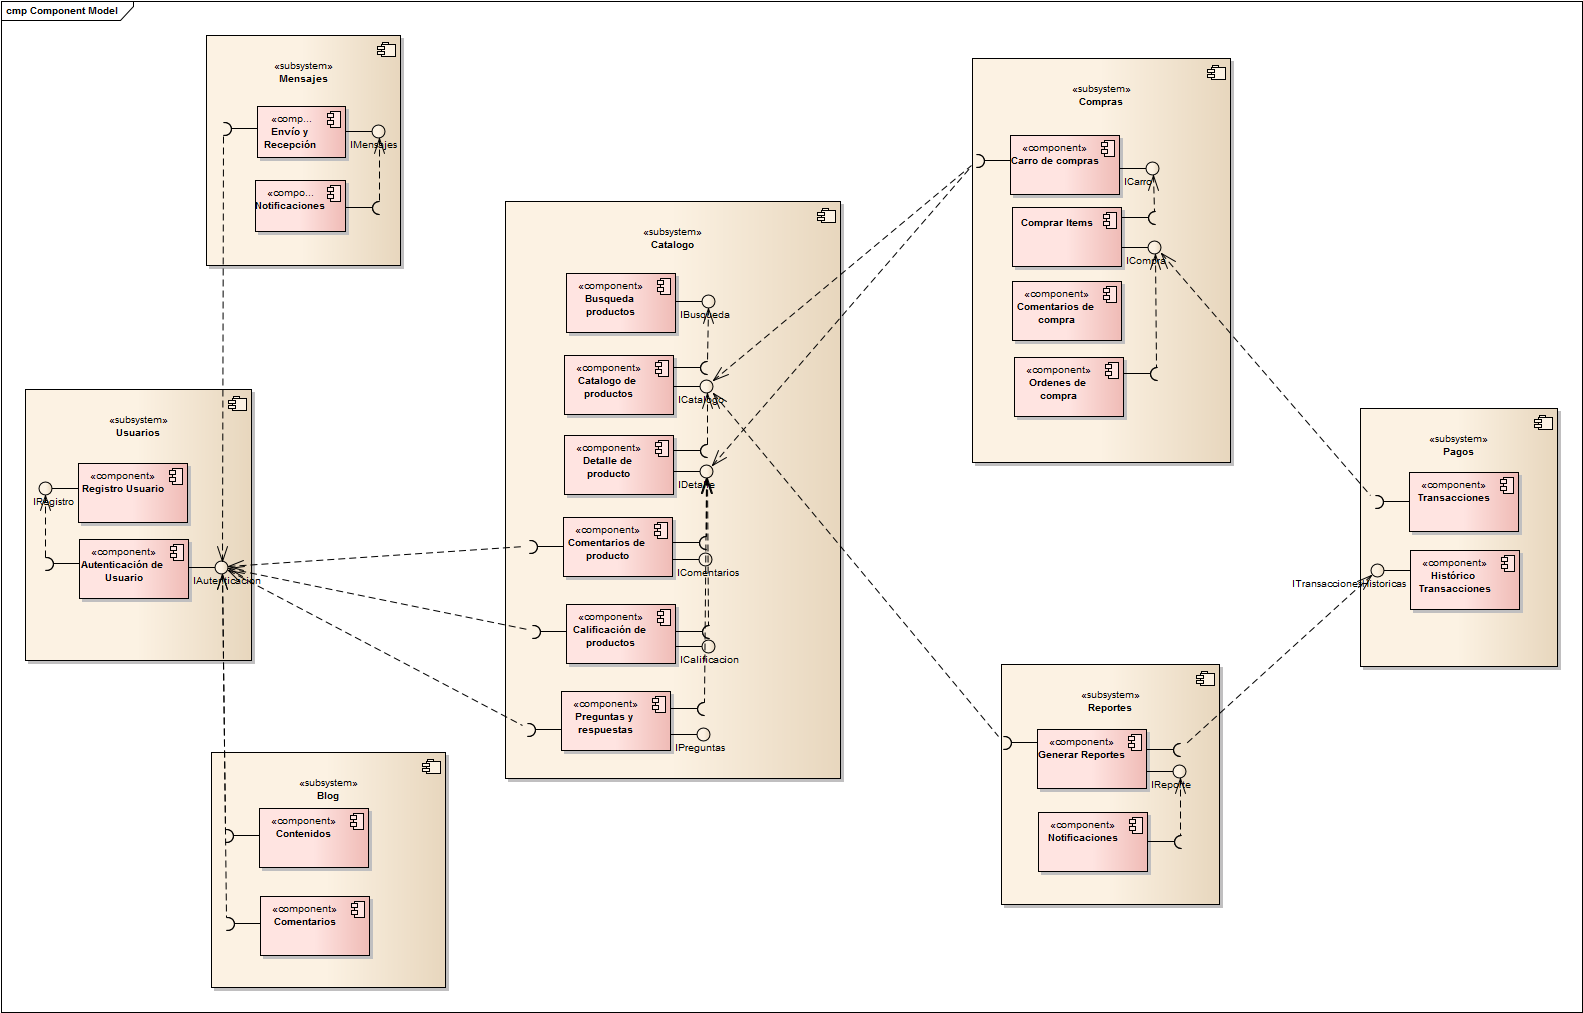 cmp Component Model
«subsystem»
Mensajes
«comp...
Envío y
Recepción
IMensajes
«compo...
Notificaciones
«subsystem»
Usuarios
«component»
Registro Usuario
IRegistro
«component»
Autenticación de
Usuario
IAutenticacion
«subsystem»
Blog
«component»
Contenidos
«component»
Comentarios
«subsystem»
Catalogo
«component»
Busqueda
productos
IBusqueda
«component»
Catalogo de
productos
ICatalogo
«component»
Detalle de
producto
IDetalle
«component»
Comentarios de
producto
IComentarios
«component»
Calificación de
productos
ICalificacion
«component»
Preguntas y
respuestas
IPreguntas
«subsystem»
Compras
«component»
Carro de compras
ICarro
Comprar Items
ICompra
«component»
Comentarios de
compra
«component»
Ordenes de
compra
«subsystem»
Pagos
«component»
Transacciones
«component»
Histórico
Transacciones
ITransaccionesHistoricas
«subsystem»
Reportes
«component»
Generar Reportes
IReporte
«component»
Notificaciones